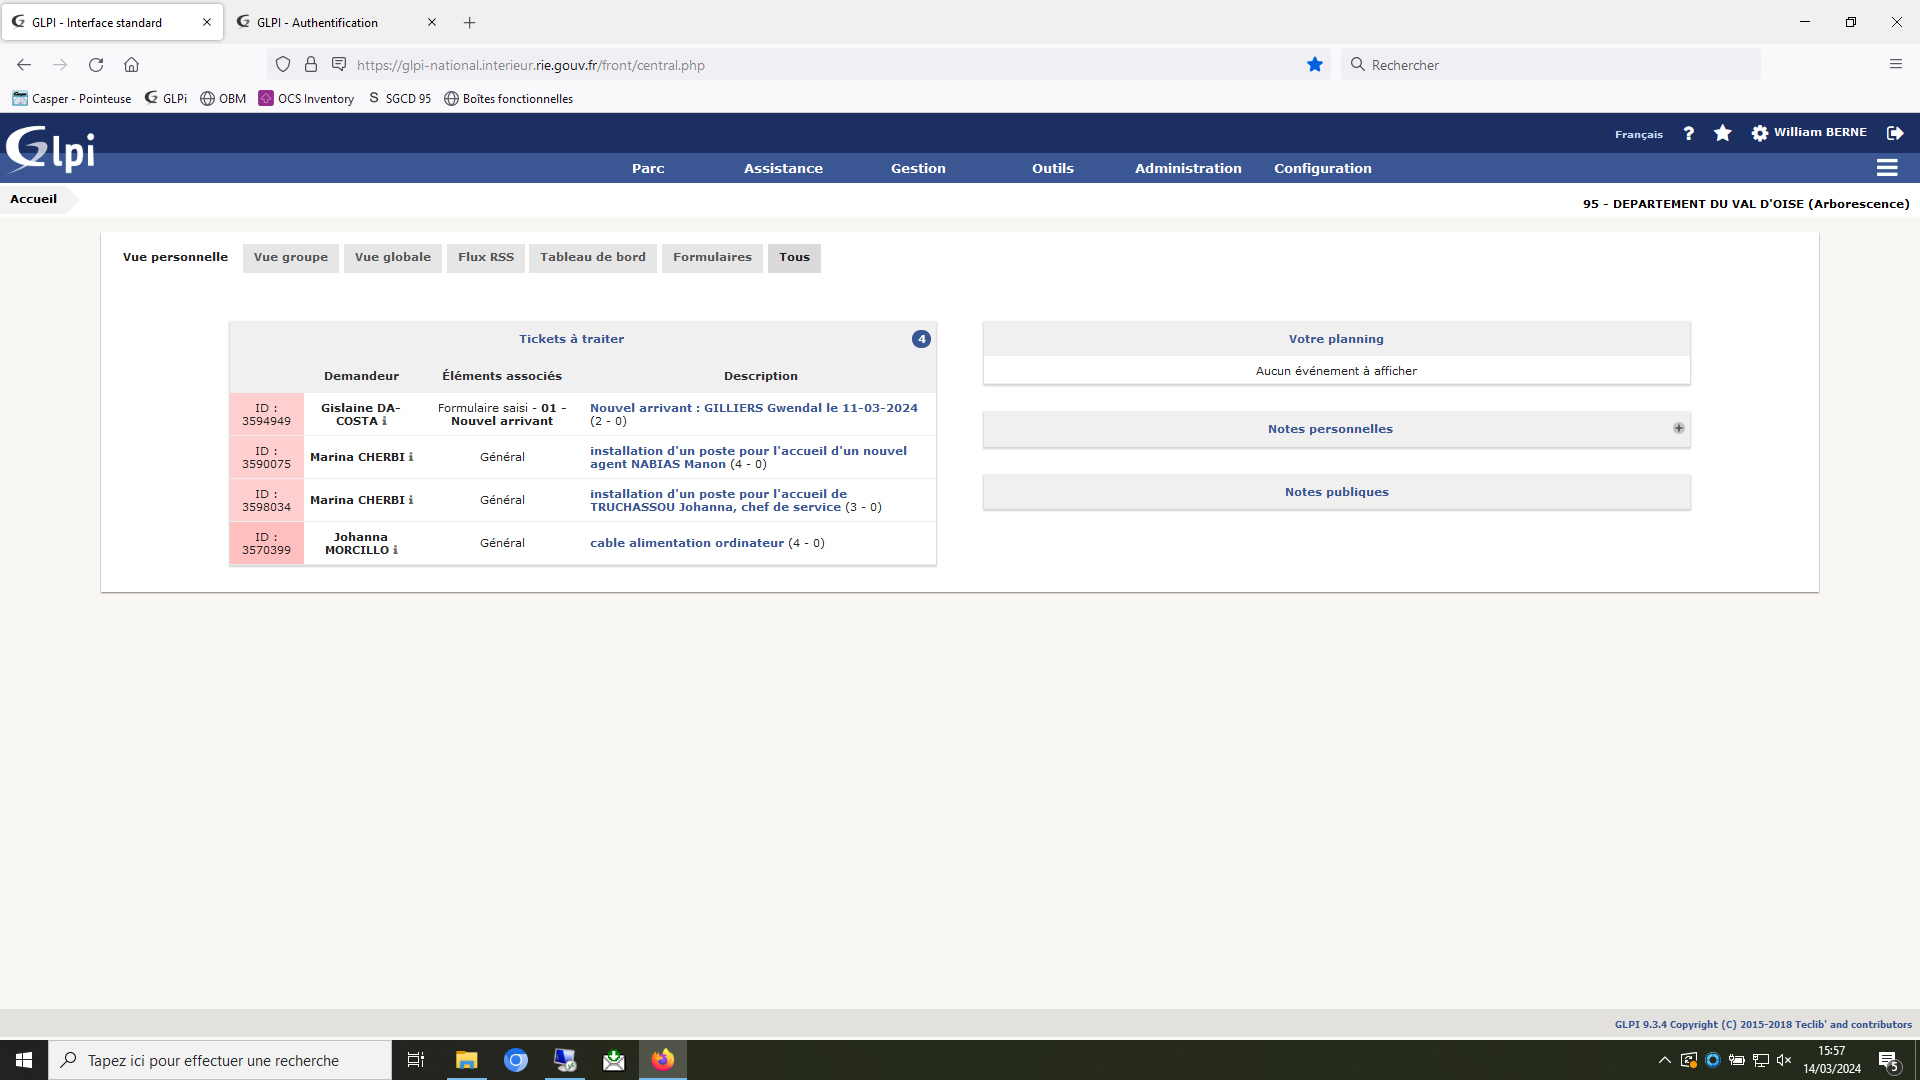 GLPI - Interface standard
GLPI - Authentification
https://glpi-national.interieur.rie.gouv.fr/front/central.php
Rechercher
Casper - Pointeuse
GLPi
OBM
OCS Inventory
S SGCD 95
Boîtes fonctionnelles
Glpi
Français
?
William BERNE
Parc
Assistance
Gestion
Outils
Administration
Configuration
Accueil
95 - DEPARTEMENT DU VAL D'OISE (Arborescence)
Vue personnelle
Vue groupe
Vue globale
Flux RSS
Tableau de bord
Formulaires
Tous
Tickets à traiter
4
Demandeur
Éléments associés
Description
ID :
3594949
Gislaine DA-
COSTA
Formulaire saisi - 01 -
Nouvel arrivant
Nouvel arrivant : GILLIERS Gwendal le 11-03-2024
(2 - 0)
ID :
3590075
Marina CHERBI
Général
installation d'un poste pour l'accueil d'un nouvel
agent NABIAS Manon (4 - 0)
ID :
3598034
Marina CHERBI
Général
installation d'un poste pour l'accueil de
TRUCHASSOU Johanna, chef de service (3 - 0)
ID :
3570399
Johanna
MORCILLO
Général
cable alimentation ordinateur (4 - 0)
Votre planning
Aucun événement à afficher
Notes personnelles
Notes publiques
GLPI 9.3.4 Copyright (C) 2015-2018 Teclib' and contributors
Tapez ici pour effectuer une recherche
15:57
14/03/2024
5